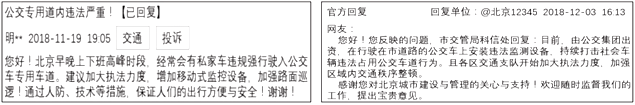 公交专用道内违法严重！【已回复】
明** 2018-11-19 19:05 交通 投诉
您好！北京早晚上下班高峰时段，经常会有私家车违规强行驶入公交
车专用车道。建议加大执法力度，增加移动式监控设备，加强路面巡
逻！通过人防、技术等措施，保证人们的出行方便与安全！谢谢！
官方回复 回复单位：@北京12345 2018-12-03 16:13
网友：
您好！您反映的问题，市交管局科信处回复：目前，由公交集团出
资，在行驶在市道路的公交车上安装违法监测设备，持续打击社会车
辆违法占用公交车道行为。且各区交通支队开始加大执法力度，加强
区域内交通秩序整顿。
感谢您对北京城市建设与管理的关心与支持！欢迎随时监督我们的
工作，提出宝贵意见。